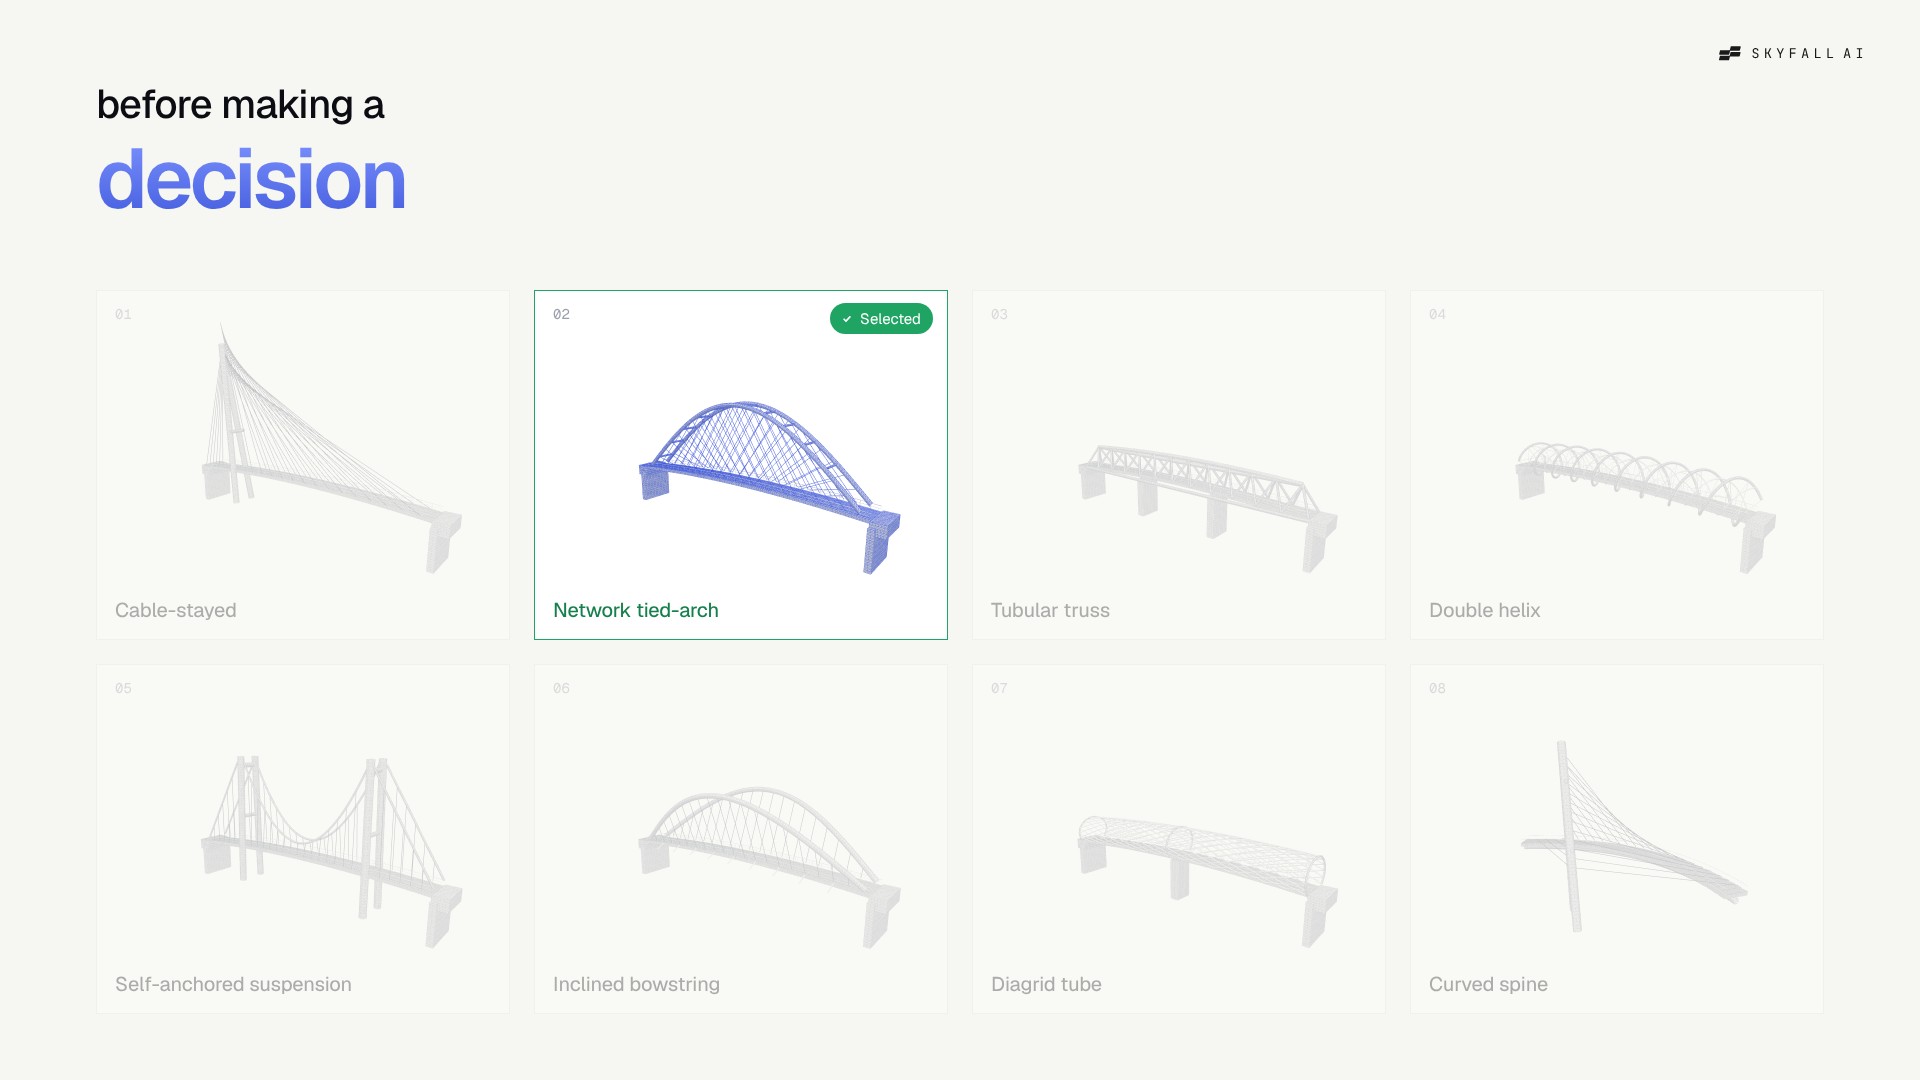 SKYFALL AI
before making a
decision
01
02
Selected
03
04
Cable-stayed
Network tied-arch
Tubular truss
Double helix
05
06
07
08
Self-anchored suspension
Inclined bowstring
Diagrid tube
Curved spine